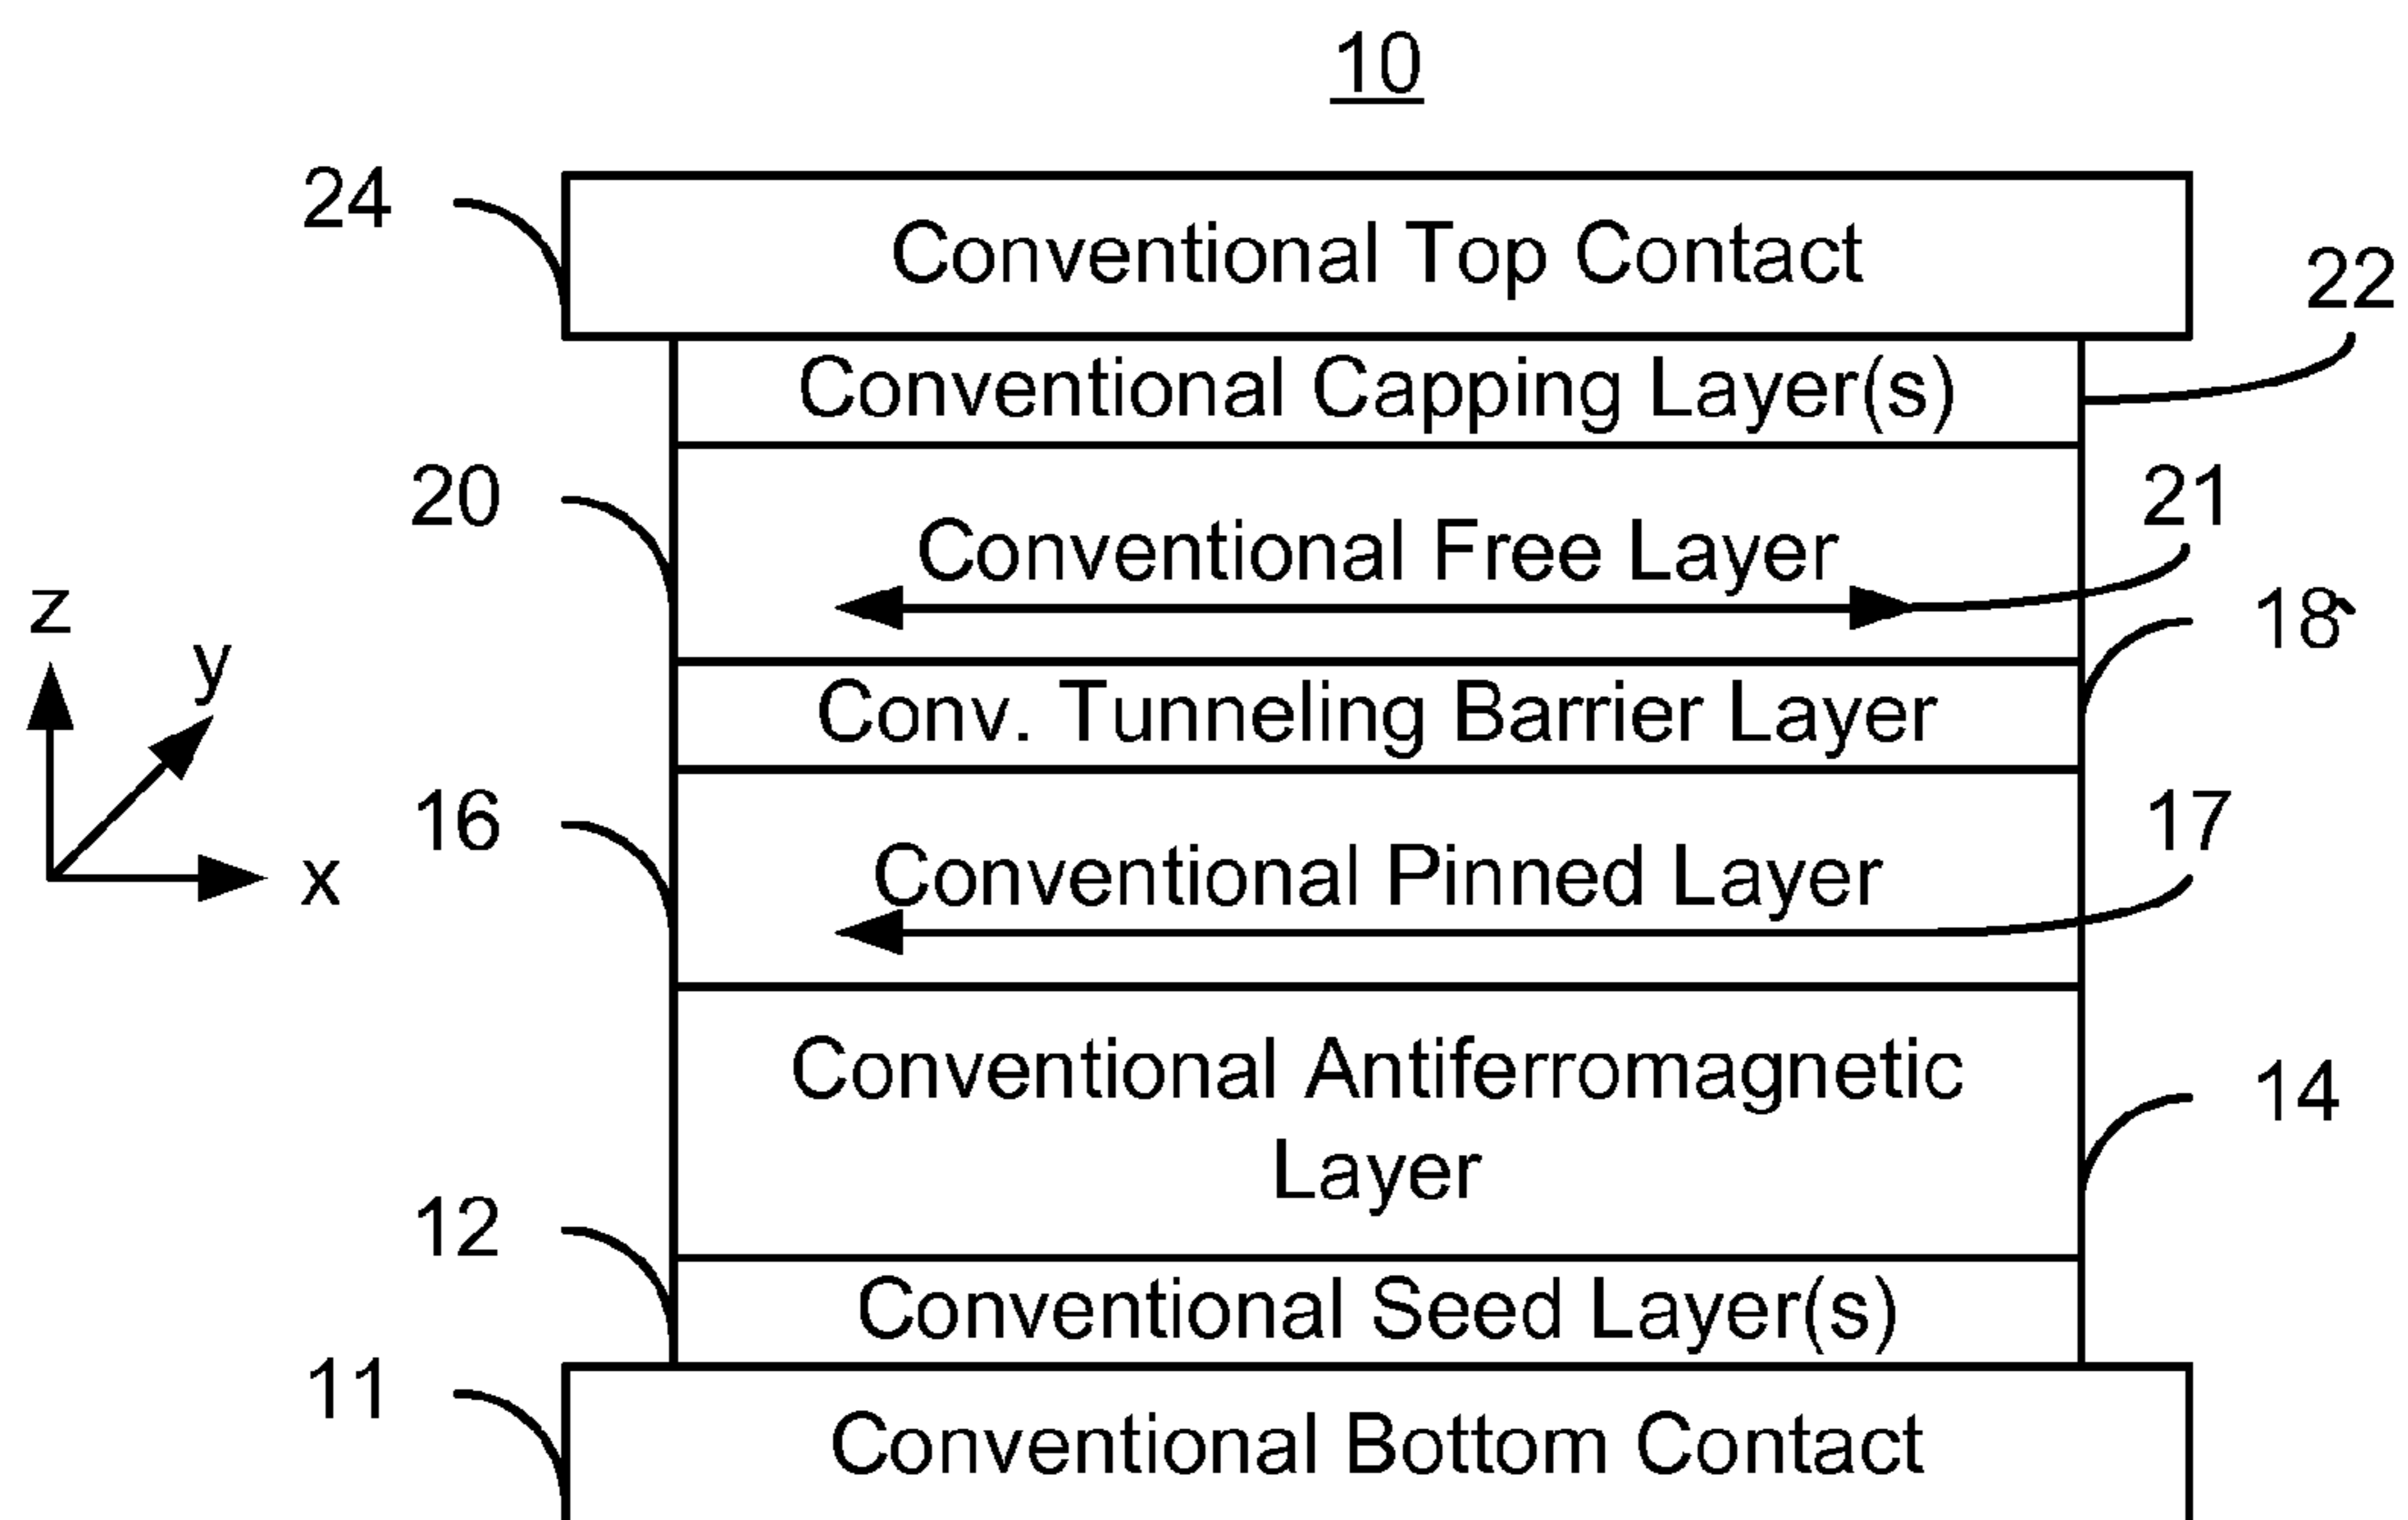 10
24
Conventional Top Contact
22
Conventional Capping Layer(s)
20
21
Conventional Free Layer
z
18
y
Conv. Tunneling Barrier Layer
16
17
x
Conventional Pinned Layer
Conventional Antiferromagnetic
14
Layer
12
Conventional Seed Layer(s)
11
Conventional Bottom Contact